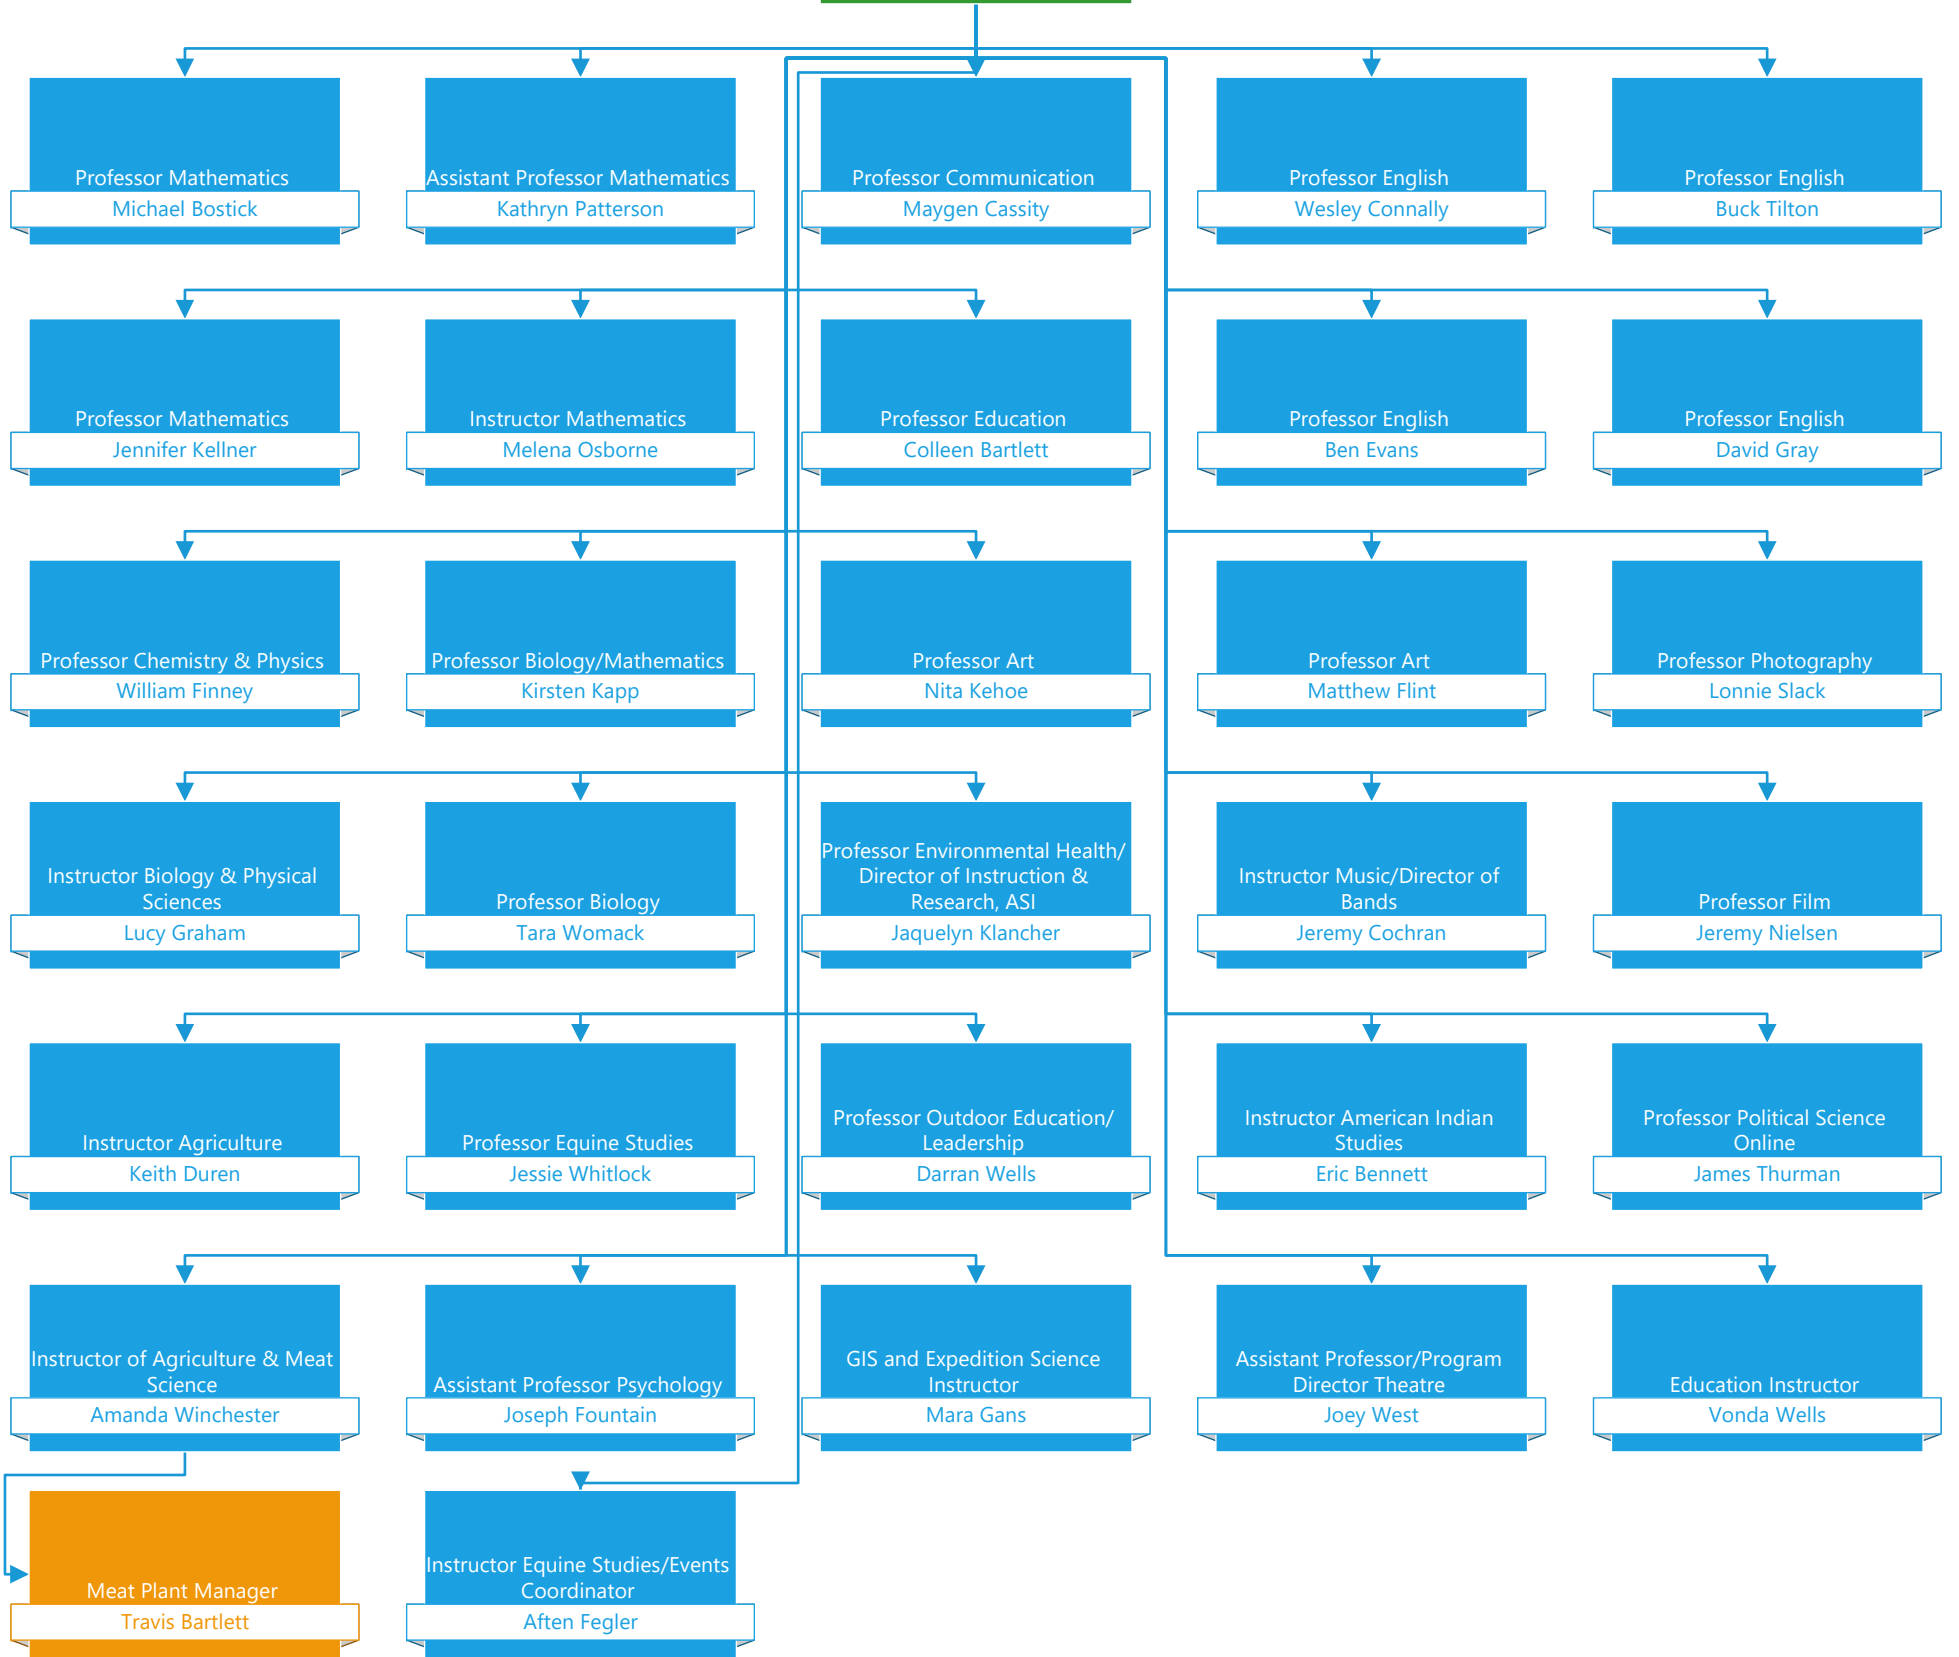 Professor Mathematics
Michael Bostick
Assistant Professor Mathematics
Kathryn Patterson
Professor Communication
Maygen Cassity
Professor English
Wesley Connally
Professor English
Buck Tilton
Professor Mathematics
Jennifer Kellner
Instructor Mathematics
Melena Osborne
Professor Education
Colleen Bartlett
Professor English
Ben Evans
Professor English
David Gray
Professor Chemistry & Physics
William Finney
Professor Biology/Mathematics
Kirsten Kapp
Professor Art
Nita Kehoe
Professor Art
Matthew Flint
Professor Photography
Lonnie Slack
Instructor Biology & Physical
Sciences
Lucy Graham
Professor Biology
Tara Womack
Professor Environmental Health/
Director of Instruction &
Research, ASI
Jaquelyn Klancher
Instructor Music/Director of
Bands
Jeremy Cochran
Professor Film
Jeremy Nielsen
Instructor Agriculture
Keith Duren
Professor Equine Studies
Jessie Whitlock
Professor Outdoor Education/
Leadership
Darran Wells
Instructor American Indian
Studies
Eric Bennett
Professor Political Science
Online
James Thurman
Instructor of Agriculture & Meat
Science
Amanda Winchester
Assistant Professor Psychology
Joseph Fountain
GIS and Expedition Science
Instructor
Mara Gans
Assistant Professor/Program
Director Theatre
Joey West
Education Instructor
Vonda Wells
Meat Plant Manager
Travis Bartlett
Instructor Equine Studies/Events
Coordinator
Aften Fegler